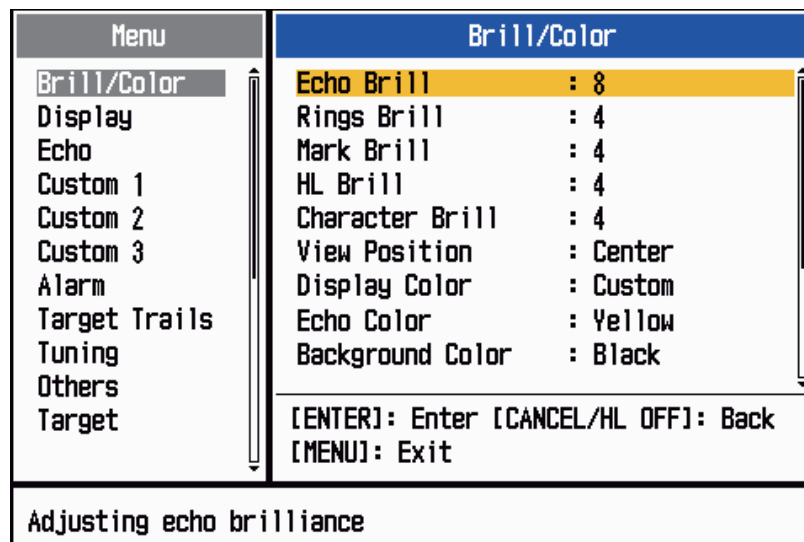 Menu
Brill/Color
Display
Echo
Custom 1
Custom 2
Custom 3
Alarm
Target Trails
Tuning
Others
Target
Brill/Color
Echo Brill : 8
Rings Brill : 4
Mark Brill : 4
HL Brill : 4
Character Brill : 4
View Position : Center
Display Color : Custom
Echo Color : Yellow
Background Color : Black
[ENTER]: Enter [CANCEL/HL OFF]: Back
[MENU]: Exit
Adjusting echo brilliance